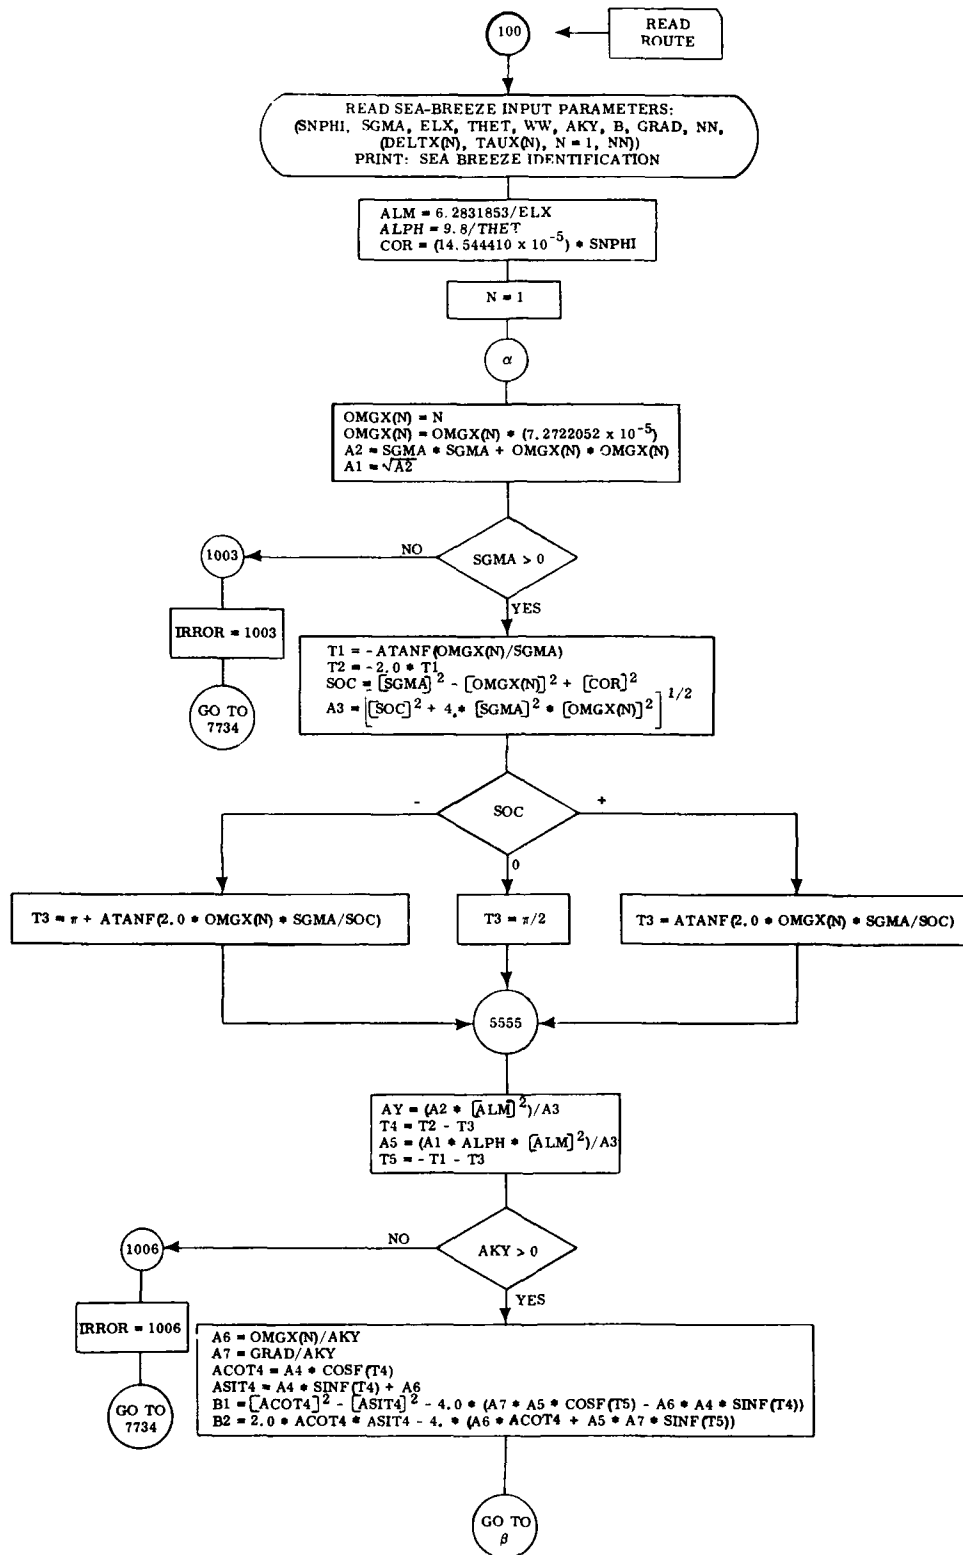 100
READ
ROUTE
READ SEA-BREEZE INPUT PARAMETERS:
(SNPHI, SGMA, ELX, THET, WW, AKY, B, GRAD, NN,
(DELTX(N), TAUX(N), N = 1, NN))
PRINT: SEA BREEZE IDENTIFICATION
ALM = 6.2831853/ELX
ALPH = 9.8/THET
COR = (14.544410 x 10⁻⁵) * SNPHI
N = 1
α
OMGX(N) = N
OMGX(N) = OMGX(N) * (7.2722052 x 10⁻⁵)
A2 = SGMA * SGMA + OMGX(N) * OMGX(N)
A1 = √A2
SGMA > 0
NO
1003
YES
IRROR = 1003
GO TO
7734
T1 = -ATANF(OMGX(N)/SGMA)
T2 = -2.0 * T1
SOC = [SGMA]² - [OMGX(N)]² + [COR]²
A3 = [[SOC]² + 4.* [SGMA]² * [OMGX(N)]²]^1/2
SOC
-
+
0
T3 = π + ATANF(2.0 * OMGX(N) * SGMA/SOC)
T3 = π/2
T3 = ATANF(2.0 * OMGX(N) * SGMA/SOC)
5555
AY = (A2 * [ALM]²)/A3
T4 = T2 - T3
A5 = (A1 * ALPH * [ALM]²)/A3
T5 = - T1 - T3
AKY > 0
NO
1006
YES
IRROR = 1006
GO TO
7734
A6 = OMGX(N)/AKY
A7 = GRAD/AKY
ACOT4 = A4 * COSF(T4)
ASIT4 = A4 * SINF(T4) + A6
B1 = [ACOT4]² - [ASIT4]² - 4.0 * (A7 * A5 * COSF(T5) - A6 * A4 * SINF(T4))
B2 = 2.0 * ACOT4 * ASIT4 - 4. * (A6 * ACOT4 + A5 * A7 * SINF(T5))
GO TO
β